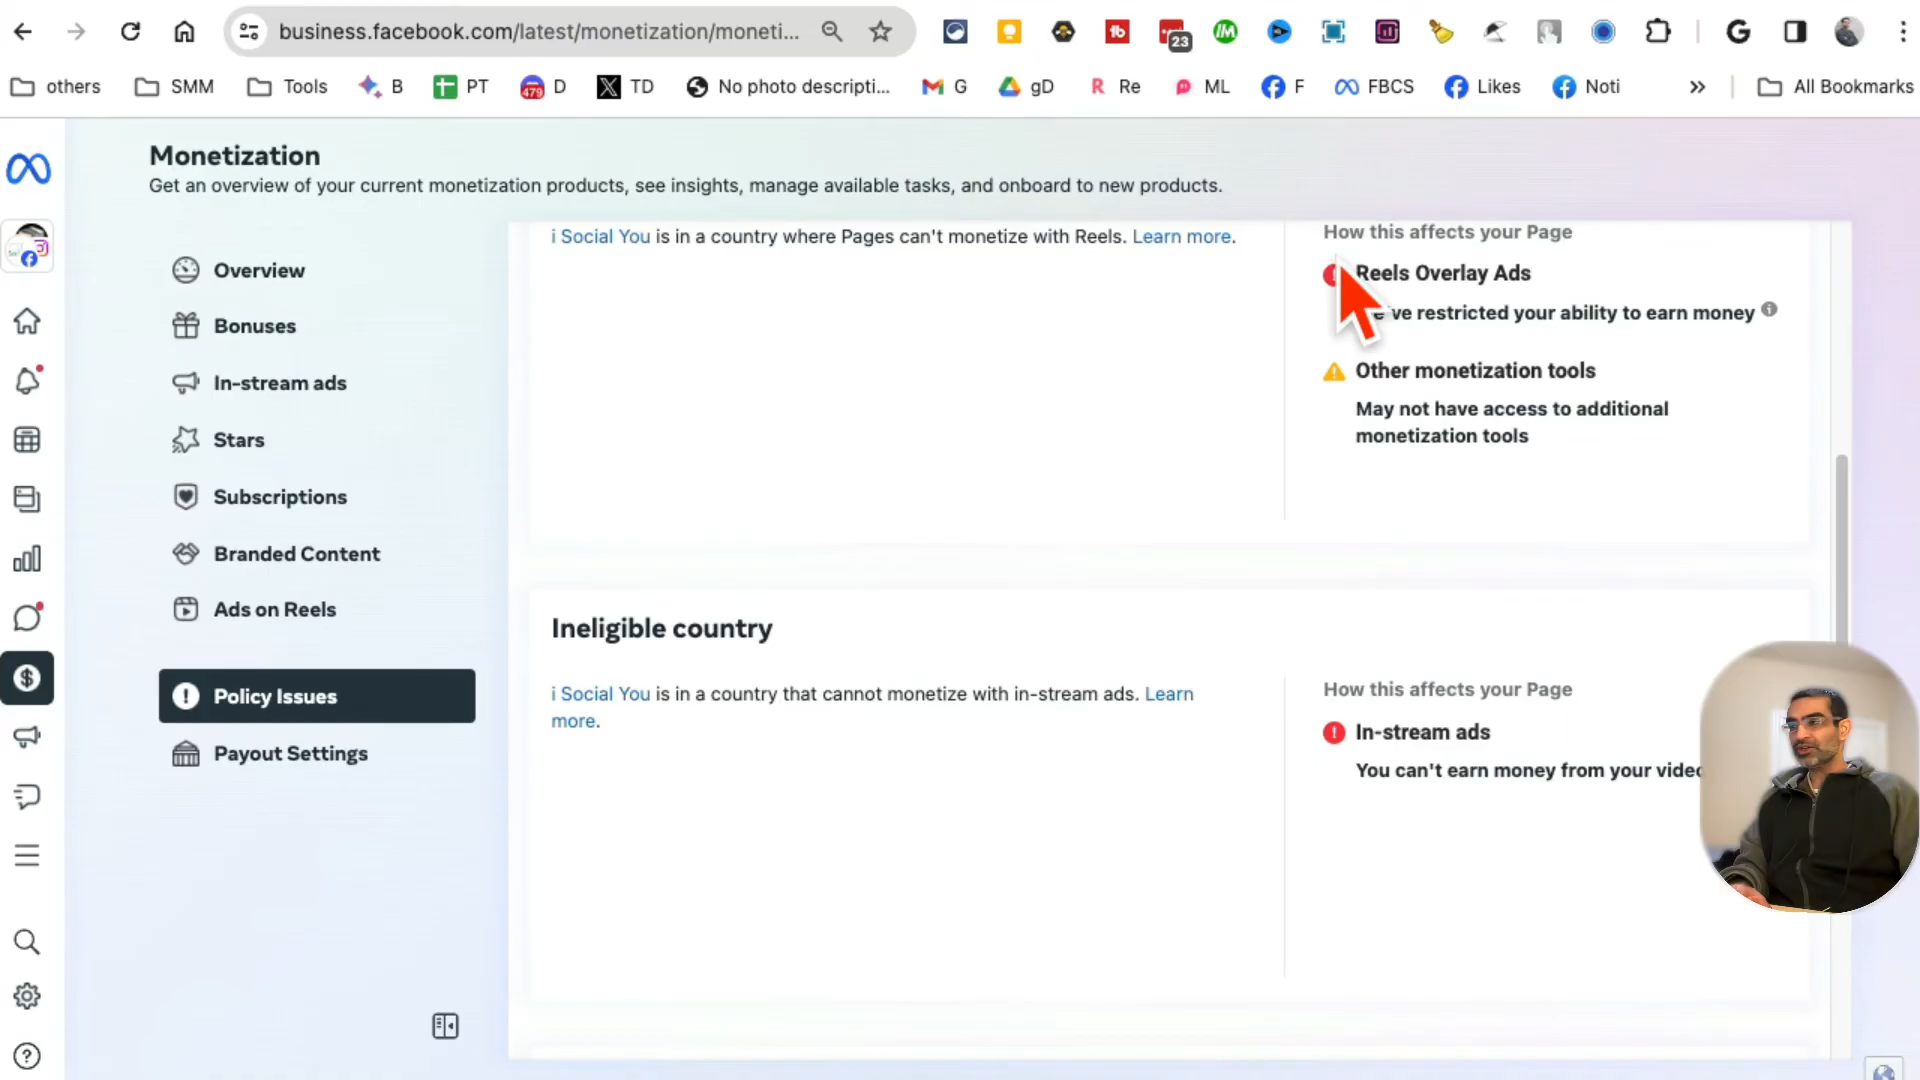 business.facebook.com/latest/monetization/moneti...
23
others
SMM
Tools
B
PT
479
D
TD
No photo descripti...
G
gD
R
Re
ML
F
FBCS
Likes
Noti
All Bookmarks
Monetization
Get an overview of your current monetization products, see insights, manage available tasks, and onboard to new products.
Overview
Bonuses
In-stream ads
Stars
Subscriptions
Branded Content
Ads on Reels
Policy Issues
Payout Settings
i Social You is in a country where Pages can't monetize with Reels. Learn more.
How this affects your Page
Reels Overlay Ads
've restricted your ability to earn money
Other monetization tools
May not have access to additional
monetization tools
Ineligible country
i Social You is in a country that cannot monetize with in-stream ads. Learn
more.
How this affects your Page
In-stream ads
You can't earn money from your videc